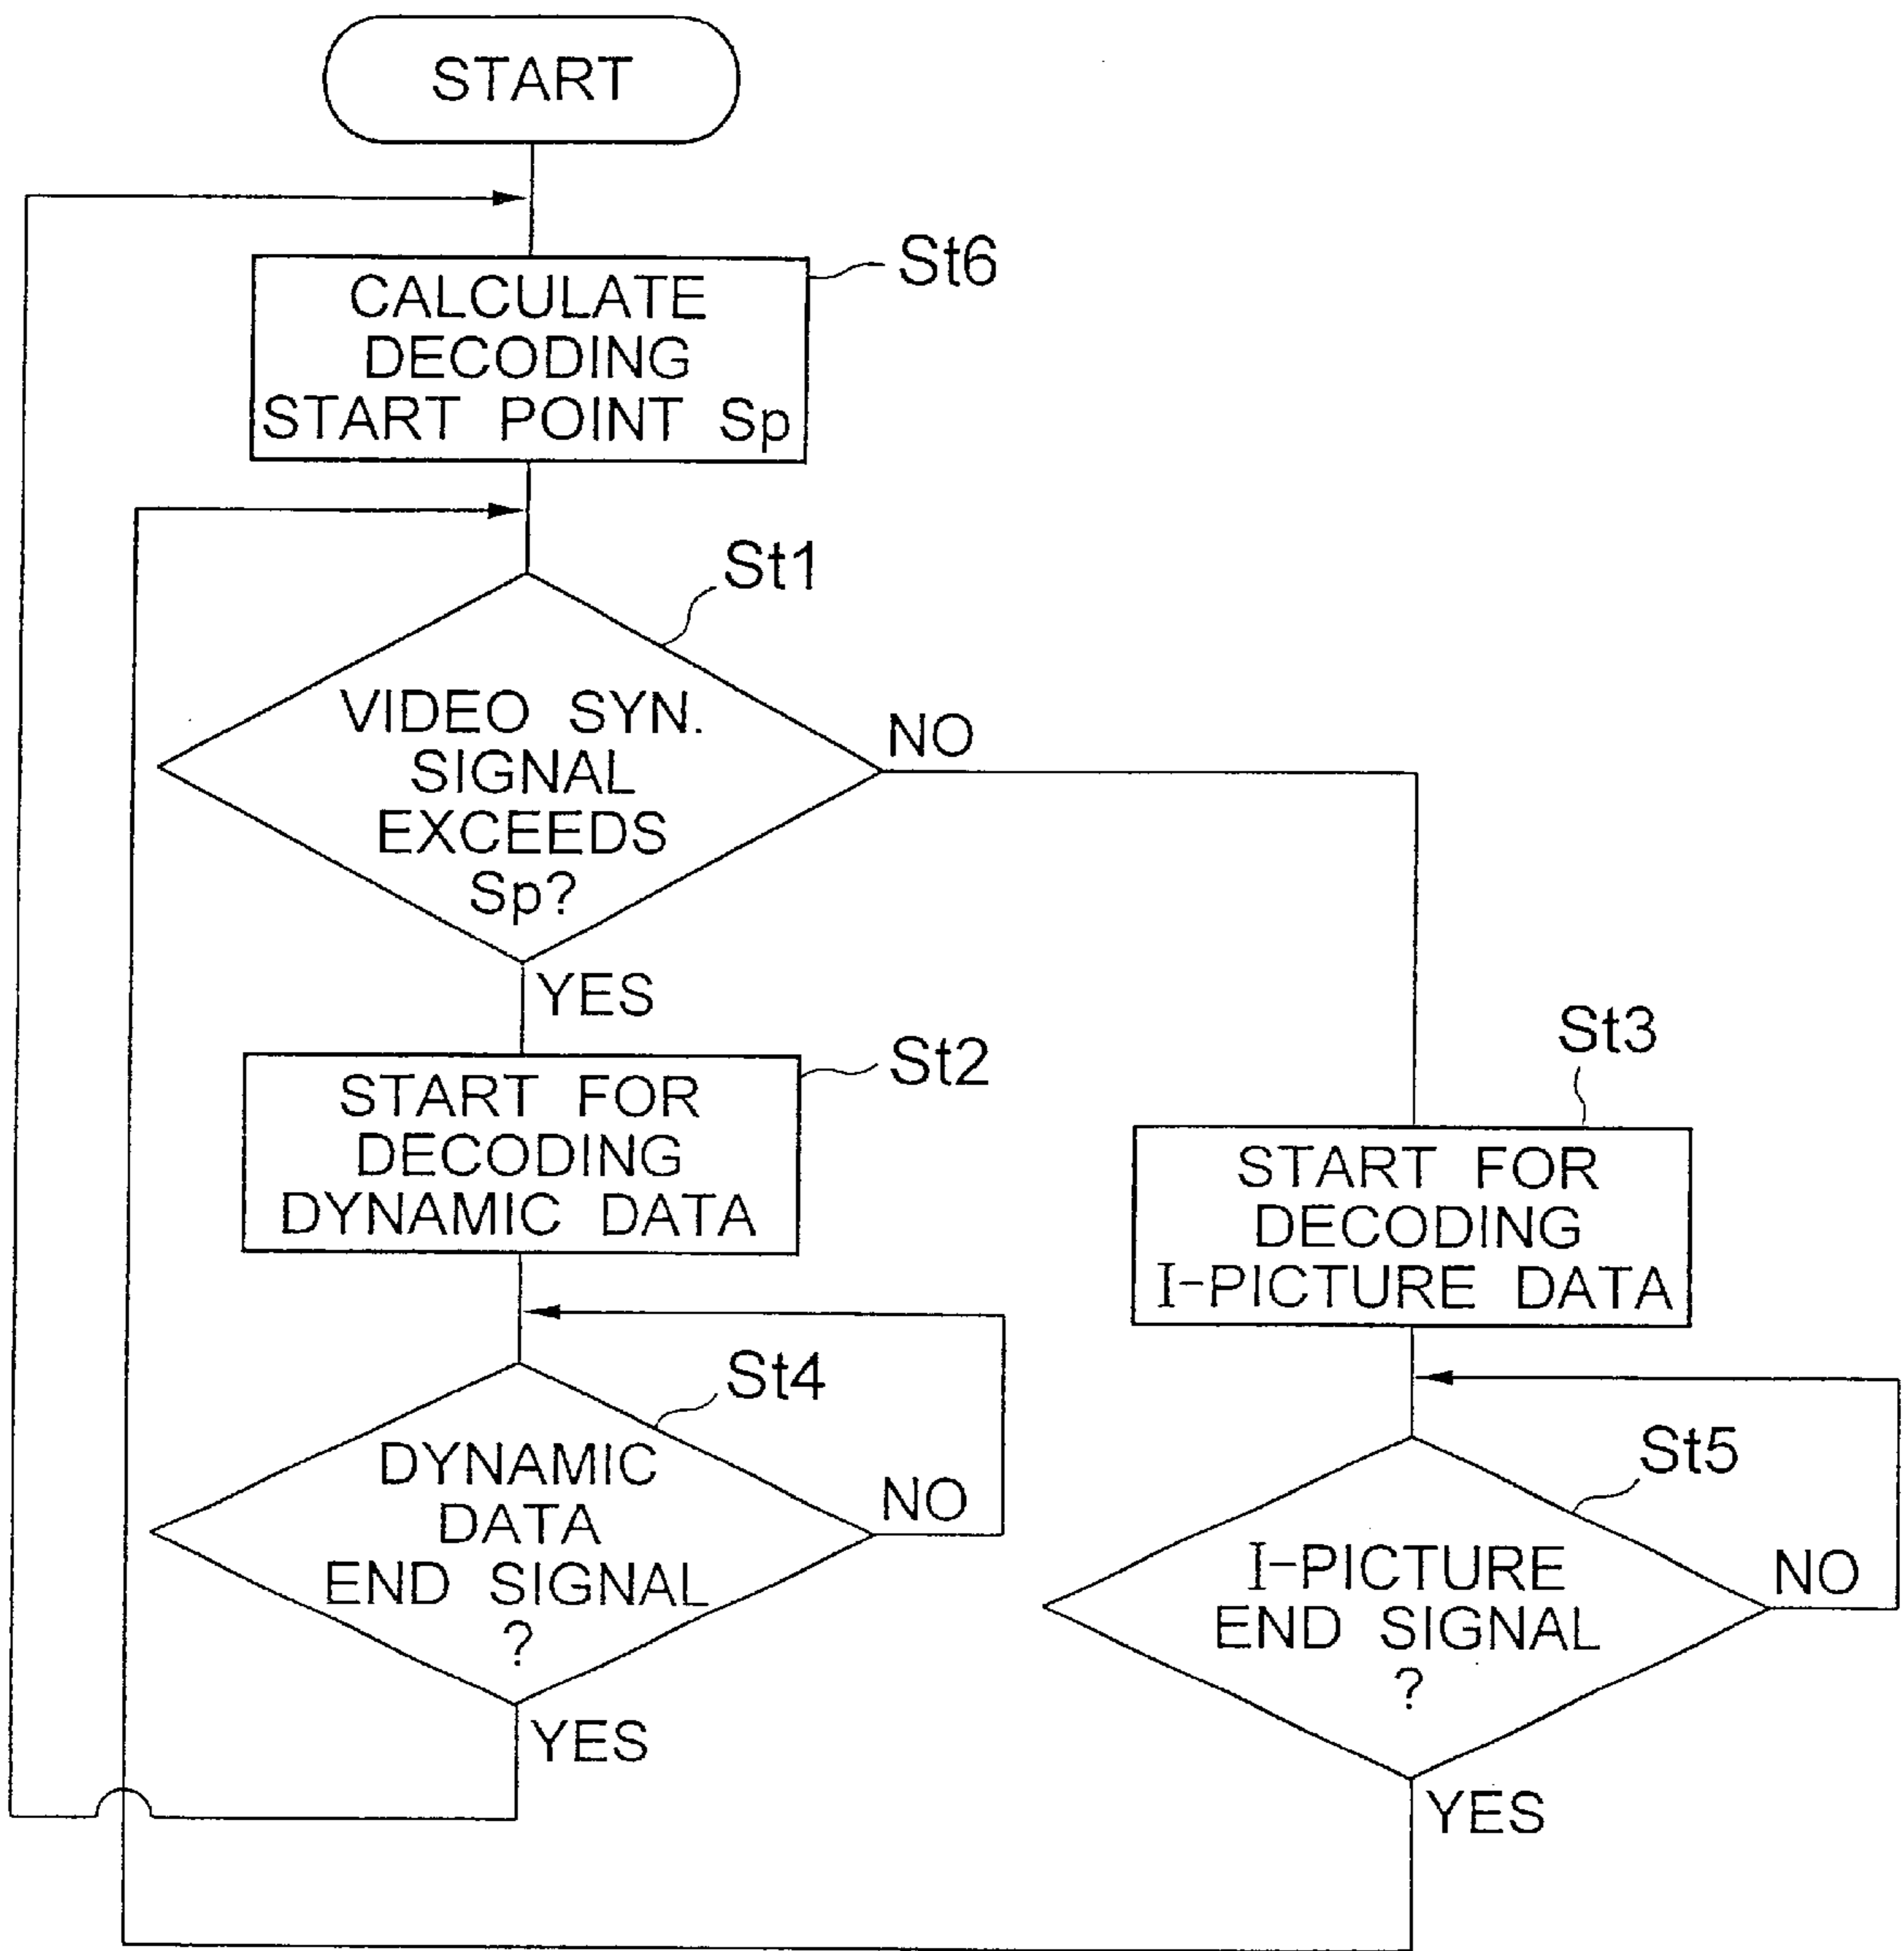 START
St6
CALCULATE
DECODING
START POINT Sp
St1
VIDEO SYN.
SIGNAL
EXCEEDS
Sp?
NO
YES
St2
START FOR
DECODING
DYNAMIC DATA
St3
START FOR
DECODING
I-PICTURE DATA
St4
DYNAMIC
DATA
END SIGNAL
?
NO
YES
St5
I-PICTURE
END SIGNAL
?
NO
YES